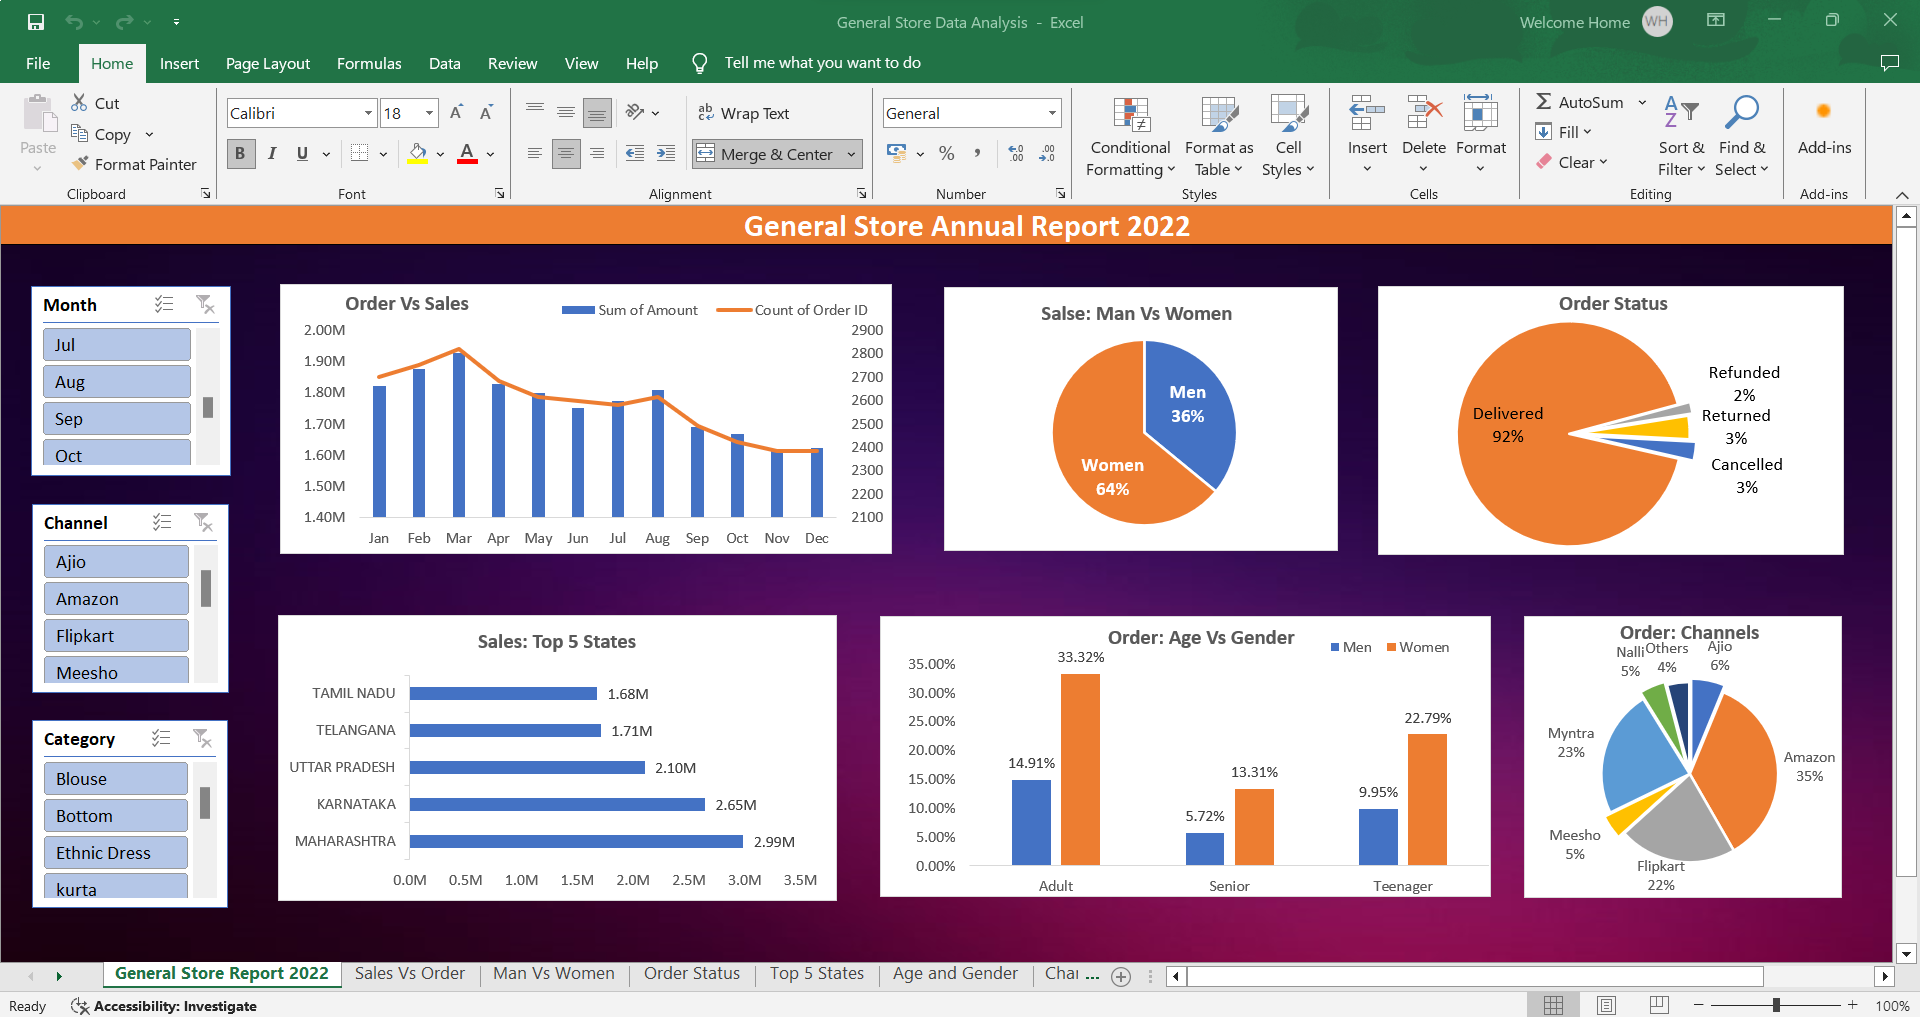 General Store Data Analysis - Excel
Welcome Home WH
File Home Insert Page Layout Formulas Data Review View Help Tell me what you want to do
Paste
Cut
Copy
Format Painter
Clipboard
Calibri 18 A A
B I U A
Font
ab
c
Wrap Text
Merge & Center
Alignment
General
% , .00 .00
Number
Conditional
Formatting
Format as
Table
Cell
Styles
Styles
Insert Delete Format
Cells
AutoSum
Fill
Clear
A
Z
Sort &
Filter
Find &
Select
Editing
Add-ins
Add-ins
General Store Annual Report 2022
Month
Jul
Aug
Sep
Oct
Channel
Ajio
Amazon
Flipkart
Meesho
Category
Blouse
Bottom
Ethnic Dress
kurta
Order Vs Sales
Sum of Amount Count of Order ID
2.00M 2900
1.90M 2800
1.80M 2700
1.70M 2600
1.60M 2500
1.50M 2400
1.40M 2300
2200
2100
Jan Feb Mar Apr May Jun Jul Aug Sep Oct Nov Dec
Salse: Man Vs Women
Men
36%
Women
64%
Order Status
Refunded
2%
Delivered
92%
Returned
3%
Cancelled
3%
Sales: Top 5 States
TAMIL NADU 1.68M
TELANGANA 1.71M
UTTAR PRADESH 2.10M
KARNATAKA 2.65M
MAHARASHTRA 2.99M
0.0M 0.5M 1.0M 1.5M 2.0M 2.5M 3.0M 3.5M
Order: Age Vs Gender
Men Women
35.00%
30.00%
25.00%
20.00%
15.00%
10.00%
5.00%
0.00%
14.91% 33.32%
5.72% 13.31%
9.95% 22.79%
Adult Senior Teenager
Order: Channels
Nalli
5%
Others
4%
Ajio
6%
Myntra
23%
Amazon
35%
Meesho
5%
Flipkart
22%
General Store Report 2022 Sales Vs Order Man Vs Women Order Status Top 5 States Age and Gender Chan ...
Ready Accessibility: Investigate 100%